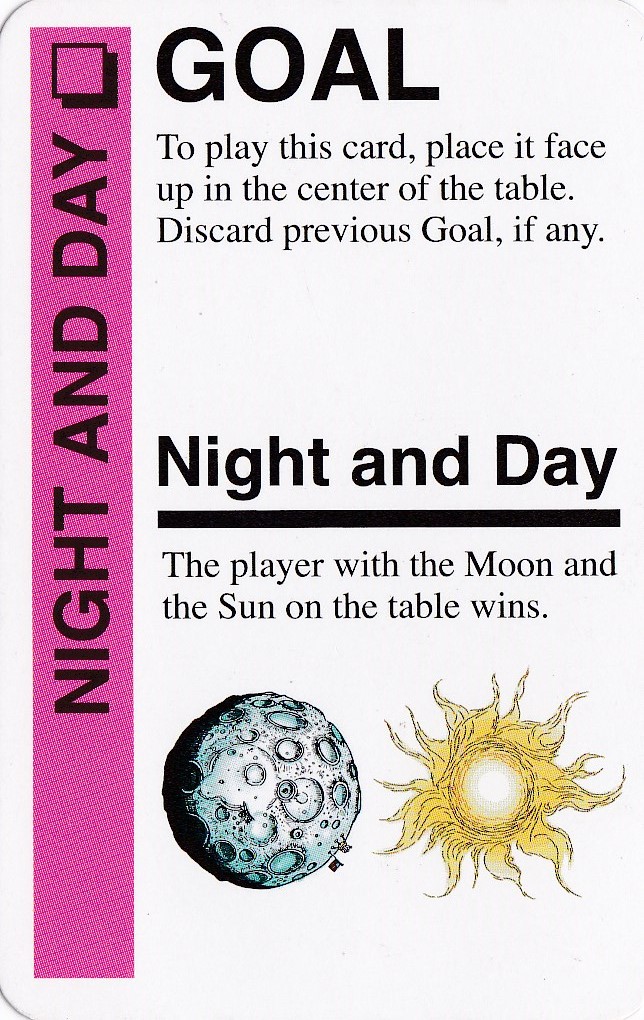 NIGHT AND DAY
GOAL
To play this card, place it face
up in the center of the table.
Discard previous Goal, if any.
Night and Day
The player with the Moon and
the Sun on the table wins.